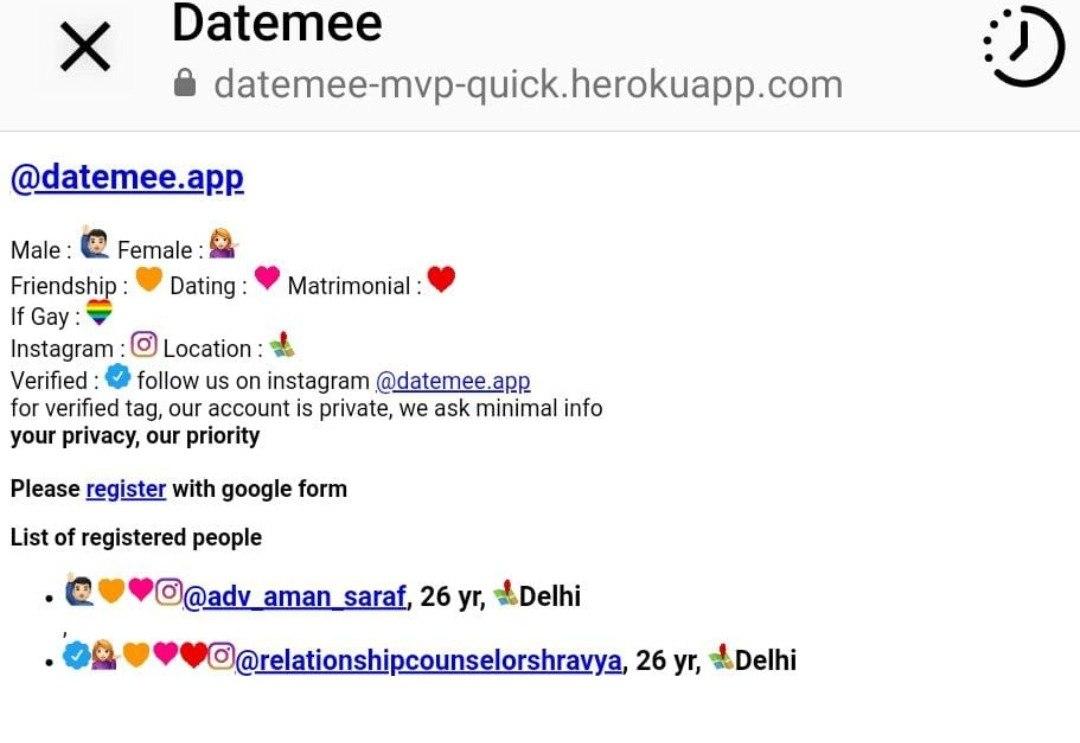 Datemee
datemee-mvp-quick.herokuapp.com
@datemee.app
Male : 🙋🏻‍♂️ Female : 💁🏻‍♀️
Friendship : 🧡 Dating : 💗 Matrimonial : ❤️
If Gay :
Instagram : Location :
Verified : follow us on instagram @datemee.app
for verified tag, our account is private, we ask minimal info
your privacy, our priority
Please register with google form
List of registered people
• @adv_aman_saraf, 26 yr, Delhi
,
• @relationshipcounselorshravya, 26 yr, Delhi